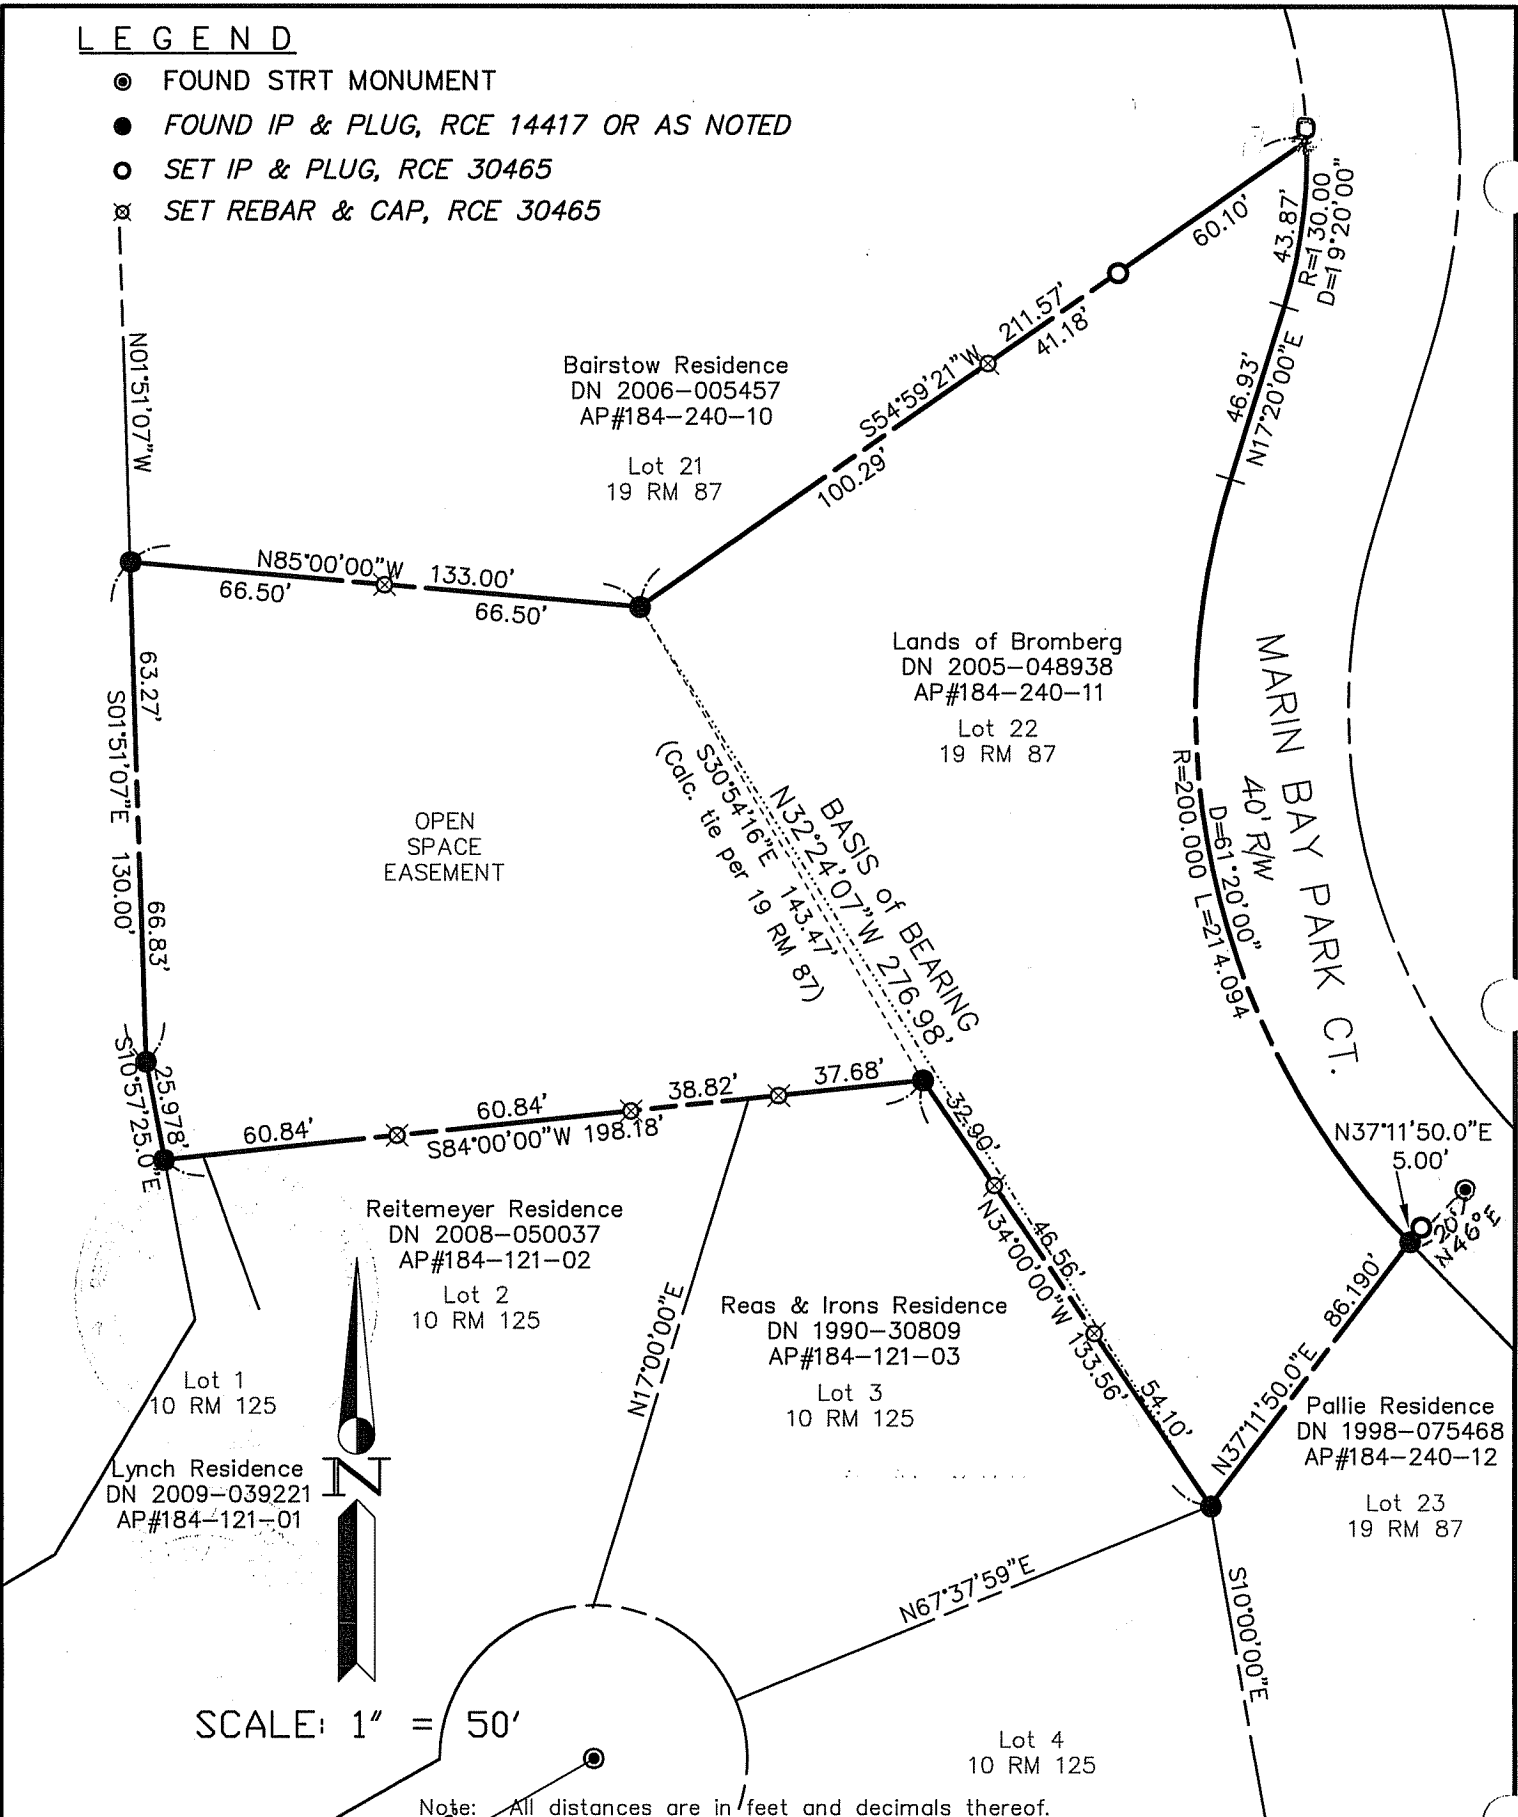 LEGEND
FOUND STRT MONUMENT
FOUND IP & PLUG, RCE 14417 OR AS NOTED
SET IP & PLUG, RCE 30465
SET REBAR & CAP, RCE 30465
N01°51'07"W
Bairstow Residence
DN 2006-005457
AP#184-240-10
Lot 21
19 RM 87
60.10'
211.57'
41.18'
S54°59'21"W
100.29'
43.87'
R=130.00
D=19°20'00"
46.93'
N17°20'00"E
N85°00'00"W 133.00'
66.50'
66.50'
63.27'
S01°51'07"E 130.00'
66.83'
OPEN
SPACE
EASEMENT
Lands of Bromberg
DN 2005-048938
AP#184-240-11
Lot 22
19 RM 87
BASIS of BEARING
N32°24'07"W 276.98'
S30°54'16"E 143.47'
(Calc. tie per 19 RM 87)
MARIN BAY PARK CT.
40' R/W
D=61°20'00"
R=200.000 L=214.094
S10°57'25.0"E
25.978'
60.84'
60.84'
38.82'
37.68'
S84°00'00"W 198.18'
32.90'
46.56'
N34°00'00"W 133.56'
54.10'
N37°11'50.0"E
5.00'
20'
N46°E
86.190'
N37°11'50.0"E
Reitemeyer Residence
DN 2008-050037
AP#184-121-02
Lot 2
10 RM 125
N17°00'00"E
Reas & Irons Residence
DN 1990-30809
AP#184-121-03
Lot 3
10 RM 125
Lot 1
10 RM 125
Lynch Residence
DN 2009-039221
AP#184-121-01
N
Pallie Residence
DN 1998-075468
AP#184-240-12
Lot 23
19 RM 87
N67°37'59"E
S10°00'00"E
SCALE: 1" = 50'
Lot 4
10 RM 125
Note: All distances are in feet and decimals thereof.